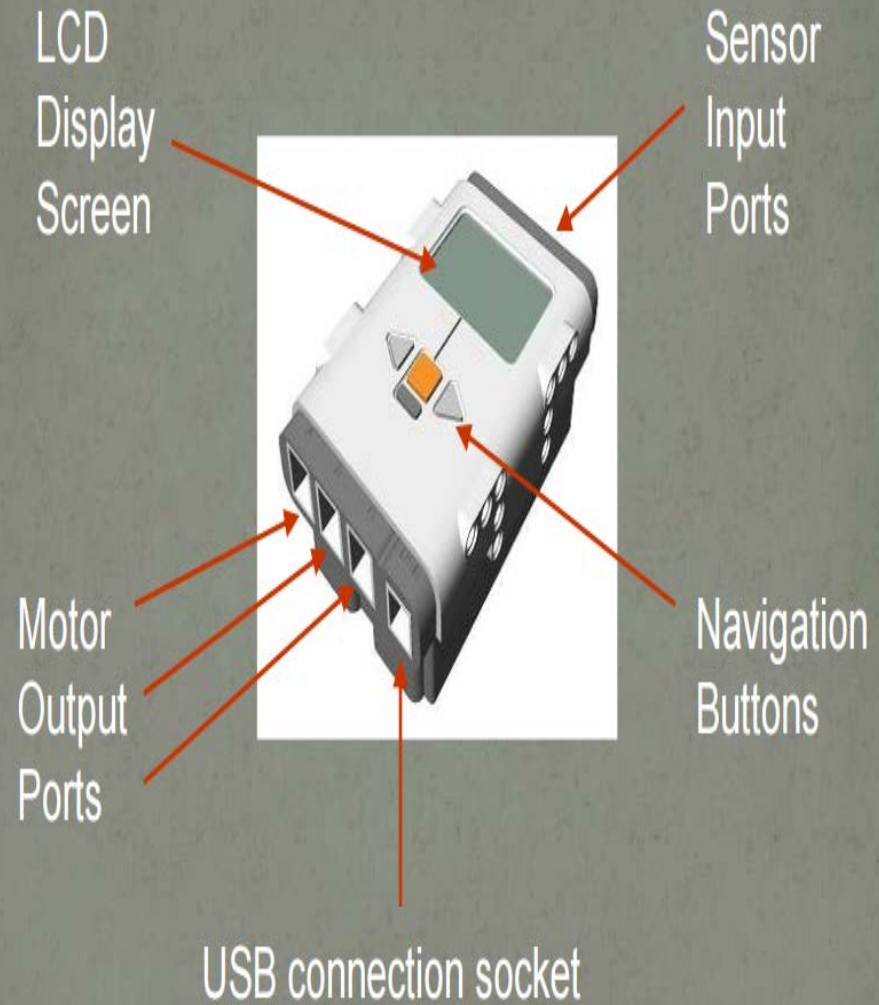 LCD
Display
Screen
Sensor
Input
Ports
Motor
Output
Ports
Navigation
Buttons
USB connection socket